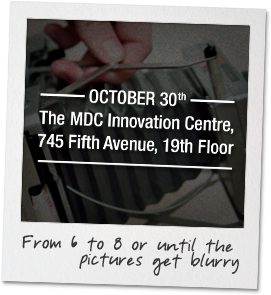 OCTOBER 30th
The MDC Innovation Centre,
745 Fifth Avenue, 19th Floor
From 6 to 8 or until the
pictures get blurry